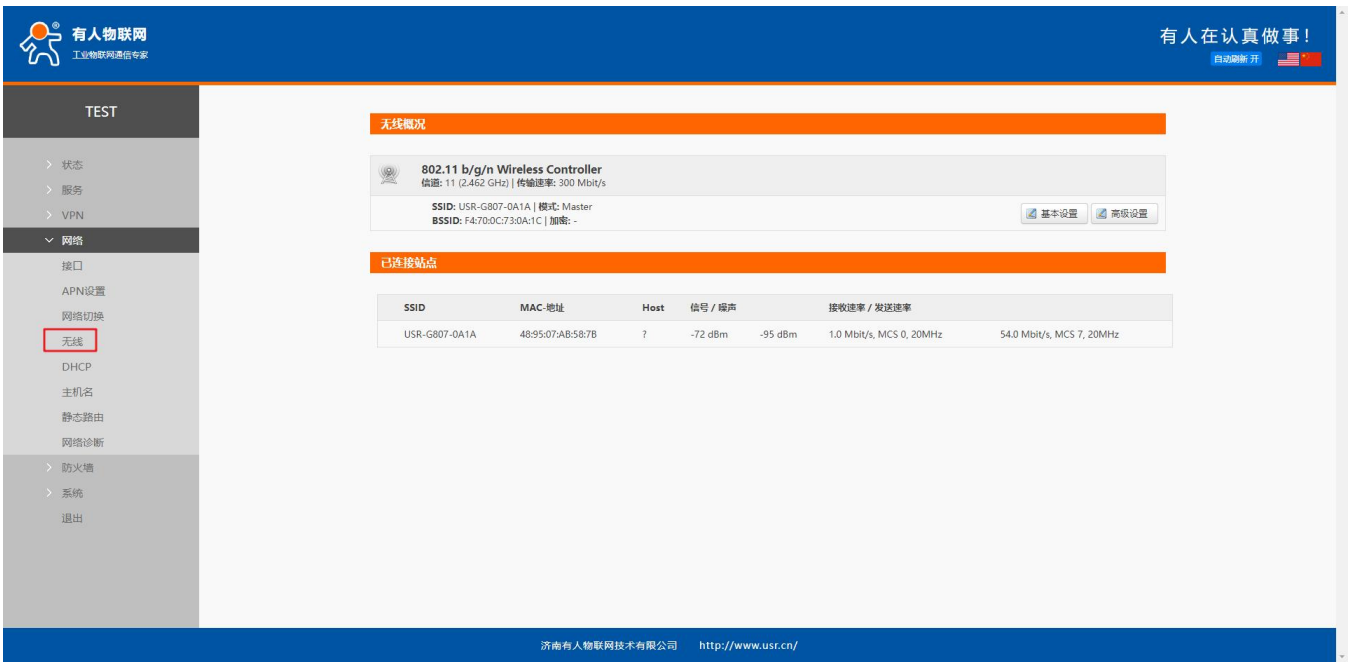 有人物联网
工业物联网通信专家
有人在认真做事！
自动刷新 开
TEST
状态
服务
VPN
网络
接口
APN设置
网络切换
无线
DHCP
主机名
静态路由
网络诊断
防火墙
系统
退出
无线概况
802.11 b/g/n Wireless Controller
信道: 11 (2.462 GHz) | 传输速率: 300 Mbit/s
SSID: USR-G807-0A1A | 模式: Master
BSSID: F4:70:0C:73:0A:1C | 加密: -
基本设置 高级设置
已连接站点
SSID MAC-地址 Host 信号 / 噪声 接收速率 / 发送速率
USR-G807-0A1A 48:95:07:AB:58:7B ? -72 dBm -95 dBm 1.0 Mbit/s, MCS 0, 20MHz 54.0 Mbit/s, MCS 7, 20MHz
济南有人物联网技术有限公司 http://www.usr.cn/